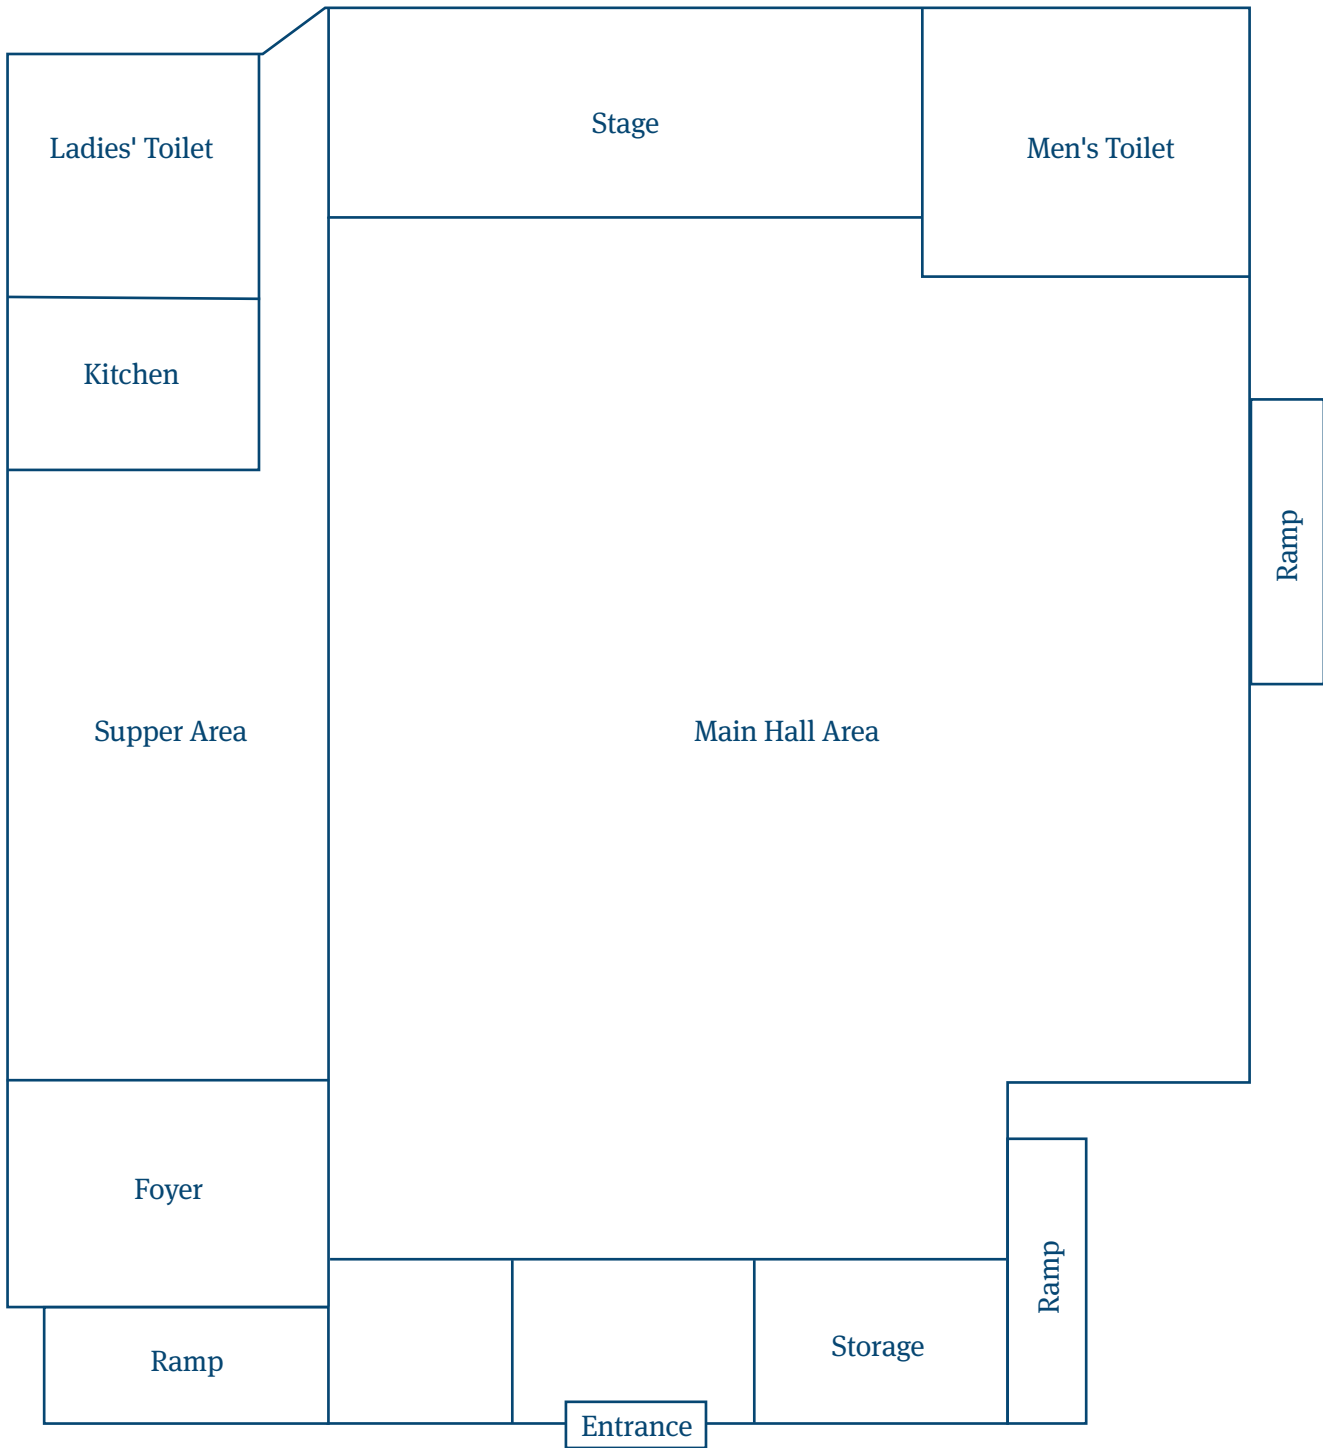 Stage
Ladies' Toilet
Men's Toilet
Kitchen
Ramp
Supper Area
Main Hall Area
Foyer
Ramp
Storage
Ramp
Entrance